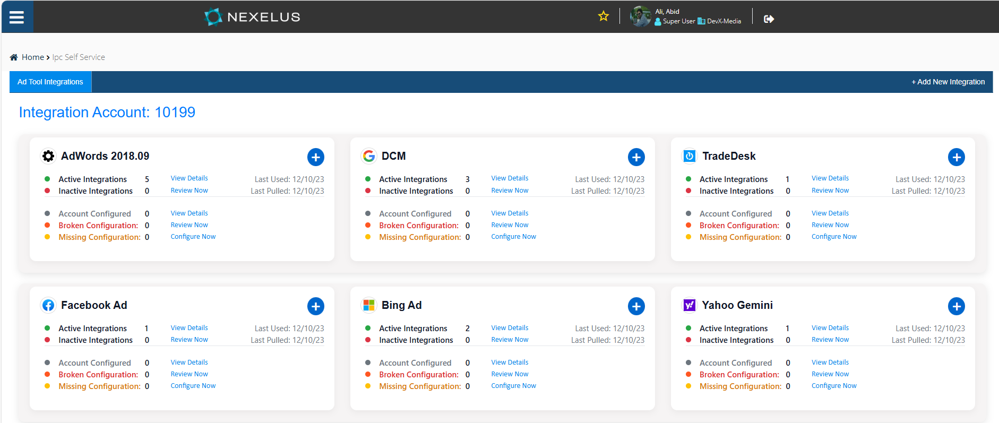 NEXELUS
Ali, Abid
Super User DevX-Media
Home Ipc Self Service
Ad Tool Integrations + Add New Integration
Integration Account: 10199
AdWords 2018.09
Active Integrations 5 View Details Last Used: 12/10/23
Inactive Integrations 0 Review Now Last Pulled: 12/10/23
Account Configured 0 View Details
Broken Configuration: 0 Review Now
Missing Configuration: 0 Configure Now
DCM
Active Integrations 3 View Details Last Used: 12/10/23
Inactive Integrations 0 Review Now Last Pulled: 12/10/23
Account Configured 0 View Details
Broken Configuration: 0 Review Now
Missing Configuration: 0 Configure Now
TradeDesk
Active Integrations 1 View Details Last Used: 12/10/23
Inactive Integrations 0 Review Now Last Pulled: 12/10/23
Account Configured 0 View Details
Broken Configuration: 0 Review Now
Missing Configuration: 0 Configure Now
Facebook Ad
Active Integrations 1 View Details Last Used: 12/10/23
Inactive Integrations 0 Review Now Last Pulled: 12/10/23
Account Configured 0 View Details
Broken Configuration: 0 Review Now
Missing Configuration: 0 Configure Now
Bing Ad
Active Integrations 2 View Details Last Used: 12/10/23
Inactive Integrations 0 Review Now Last Pulled: 12/10/23
Account Configured 0 View Details
Broken Configuration: 0 Review Now
Missing Configuration: 0 Configure Now
y! Yahoo Gemini
Active Integrations 1 View Details Last Used: 12/10/23
Inactive Integrations 0 Review Now Last Pulled: 12/10/23
Account Configured 0 View Details
Broken Configuration: 0 Review Now
Missing Configuration: 0 Configure Now